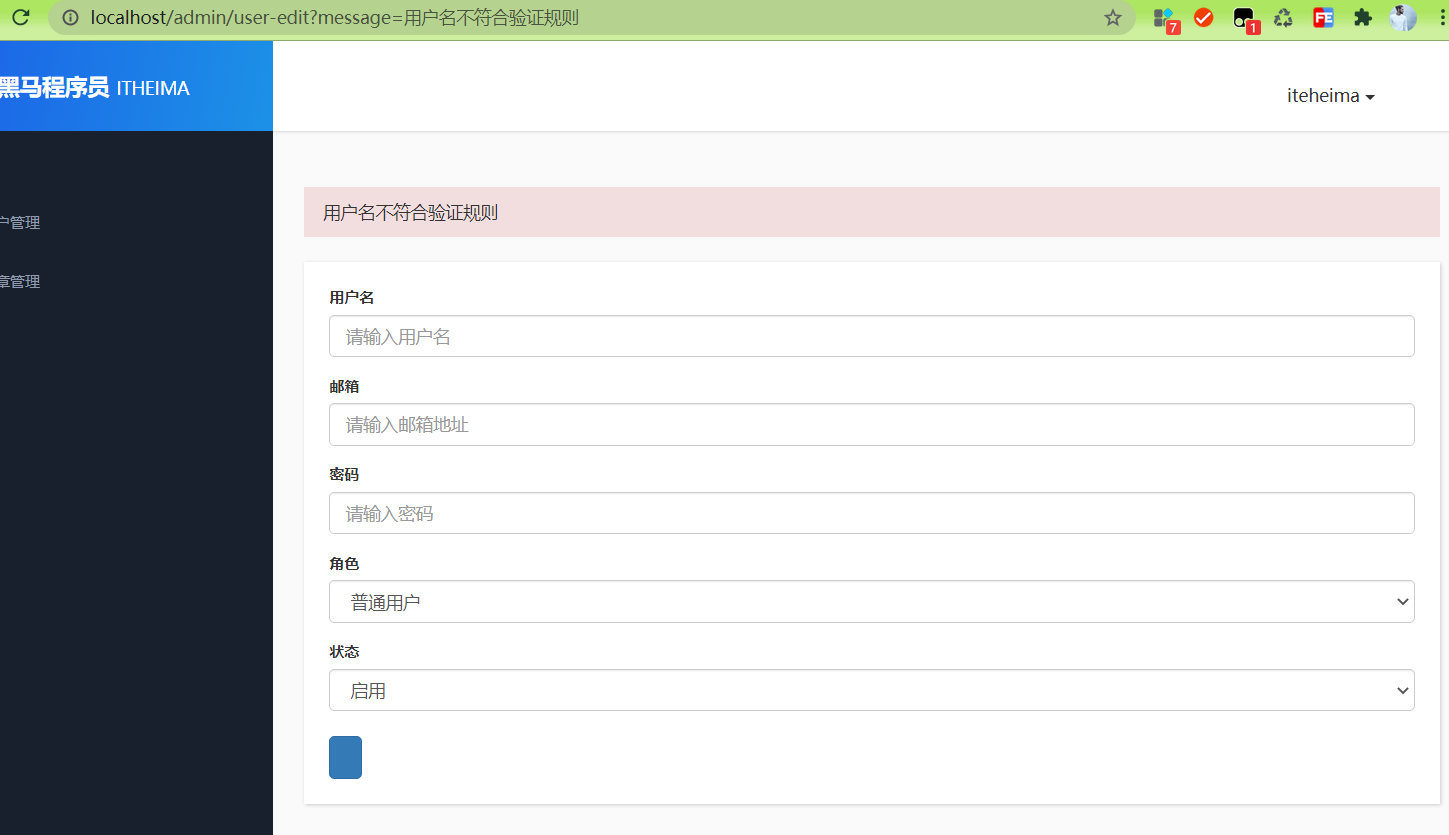 localhost/admin/user-edit?message=用户名不符合验证规则
7
1
FE
黑马程序员 ITHEIMA
iteheima
户管理
章管理
用户名不符合验证规则
用户名
请输入用户名
邮箱
请输入邮箱地址
密码
请输入密码
角色
普通用户
状态
启用